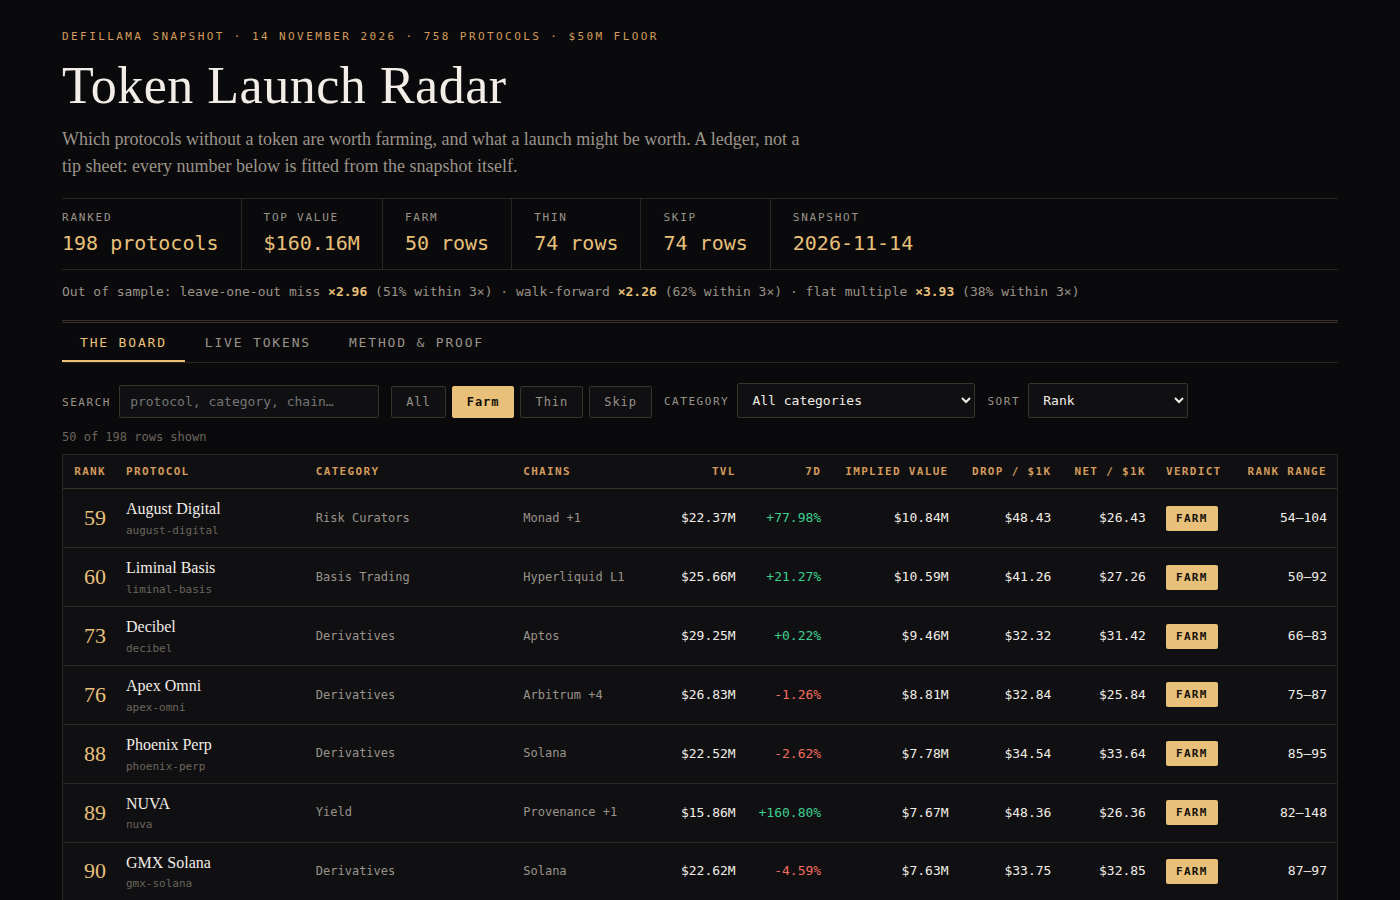 DEFILLAMA SNAPSHOT · 14 NOVEMBER 2026 · 758 PROTOCOLS · $50M FLOOR
Token Launch Radar
Which protocols without a token are worth farming, and what a launch might be worth. A ledger, not a
tip sheet: every number below is fitted from the snapshot itself.
RANKED TOP VALUE FARM THIN SKIP SNAPSHOT
198 protocols $160.16M 50 rows 74 rows 74 rows 2026-11-14
Out of sample: leave-one-out miss ×2.96 (51% within 3×) · walk-forward ×2.26 (62% within 3×) · flat multiple ×3.93 (38% within 3×)
THE BOARD LIVE TOKENS METHOD & PROOF
SEARCH protocol, category, chain… All Farm Thin Skip CATEGORY All categories SORT Rank
50 of 198 rows shown
RANK PROTOCOL CATEGORY CHAINS TVL 7D IMPLIED VALUE DROP / $1K NET / $1K VERDICT RANK RANGE
59 August Digital Risk Curators Monad +1 $22.37M +77.98% $10.84M $48.43 $26.43 FARM 54–104
august-digital
60 Liminal Basis Basis Trading Hyperliquid L1 $25.66M +21.27% $10.59M $41.26 $27.26 FARM 50–92
liminal-basis
73 Decibel Derivatives Aptos $29.25M +0.22% $9.46M $32.32 $31.42 FARM 66–83
decibel
76 Apex Omni Derivatives Arbitrum +4 $26.83M -1.26% $8.81M $32.84 $25.84 FARM 75–87
apex-omni
88 Phoenix Perp Derivatives Solana $22.52M -2.62% $7.78M $34.54 $33.64 FARM 85–95
phoenix-perp
89 NUVA Yield Provenance +1 $15.86M +160.80% $7.67M $48.36 $26.36 FARM 82–148
nuva
90 GMX Solana Derivatives Solana $22.62M -4.59% $7.63M $33.75 $32.85 FARM 87–97
gmx-solana